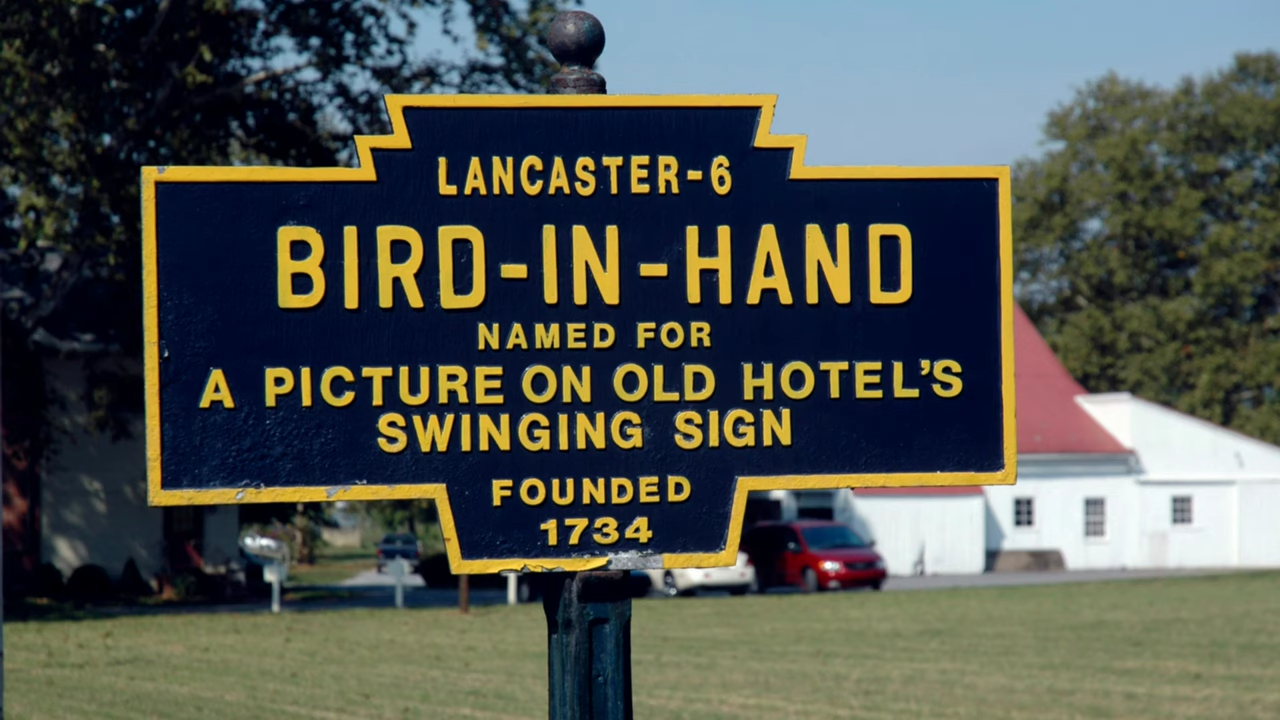 LANCASTER-6
BIRD-IN-HAND
NAMED FOR
A PICTURE ON OLD HOTEL'S
SWINGING SIGN
FOUNDED
1734